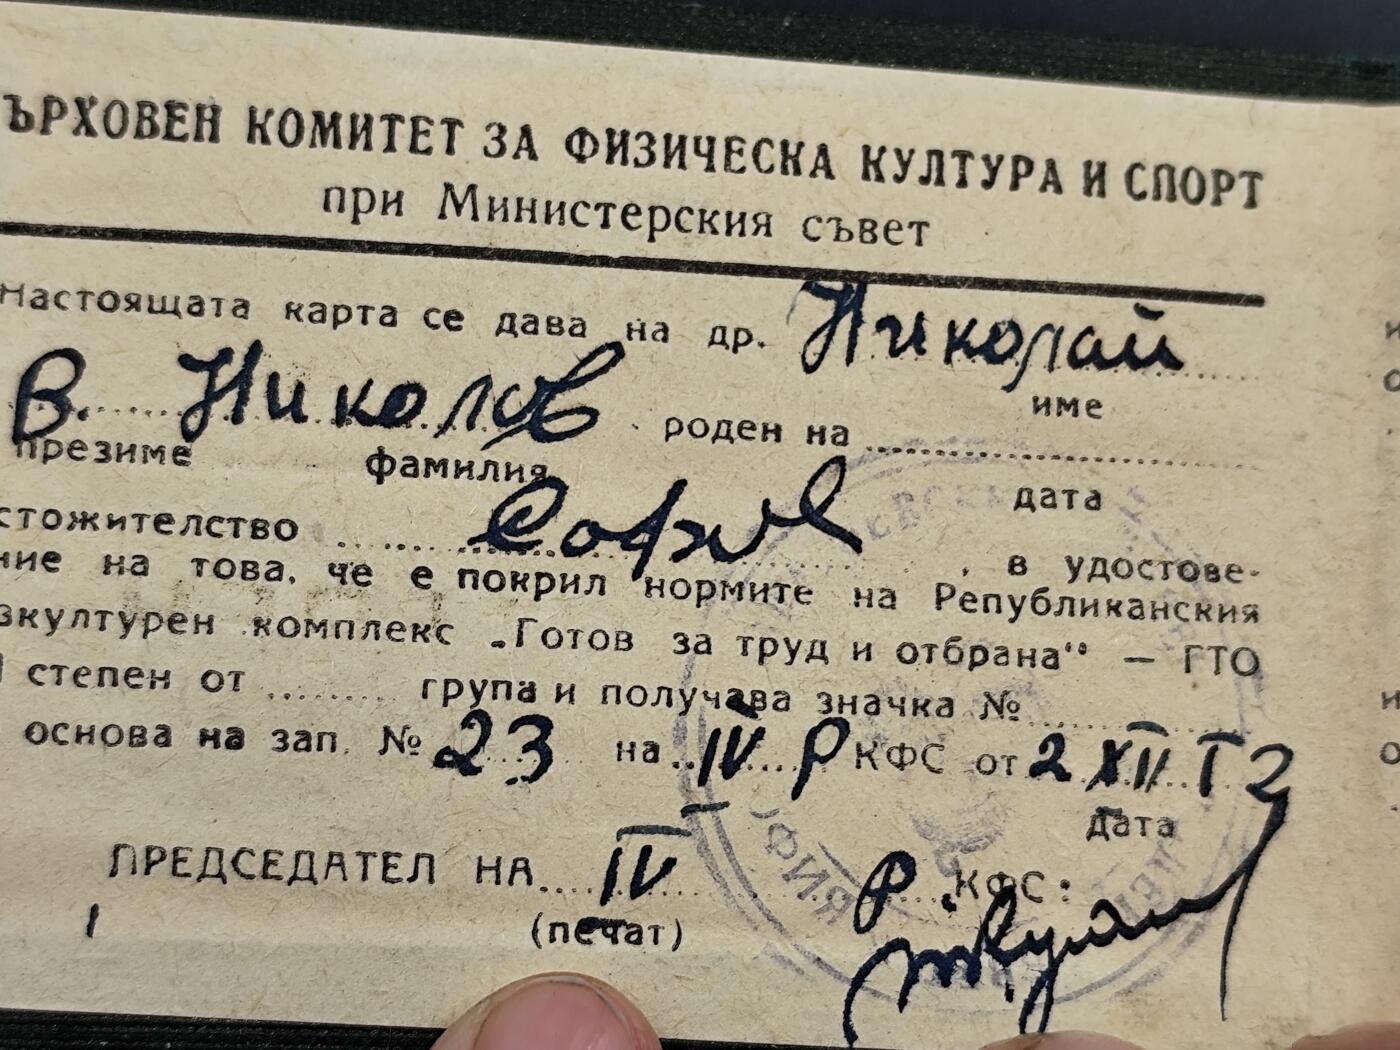 ЪРХОВЕН КОМИТЕТ ЗА ФИЗИЧЕСКА КУЛТУРА И СПОРТ
при Министерския съвет
Настоящата карта се дава на др. Николай
име
В. Николов роден на
презиме фамилия
дата
стожителство София , в удостове-
ние на това, че е покрил нормите на Републиканския
зкултурен комплекс „Готов за труд и отбрана“ — ГТО
I степен от ........ група и получава значка №
основа на зап. № 23 на IV Р КФС от 2 XII
дата
ПРЕДСЕДАТЕЛ НА IV Р. КФС:
(печат)